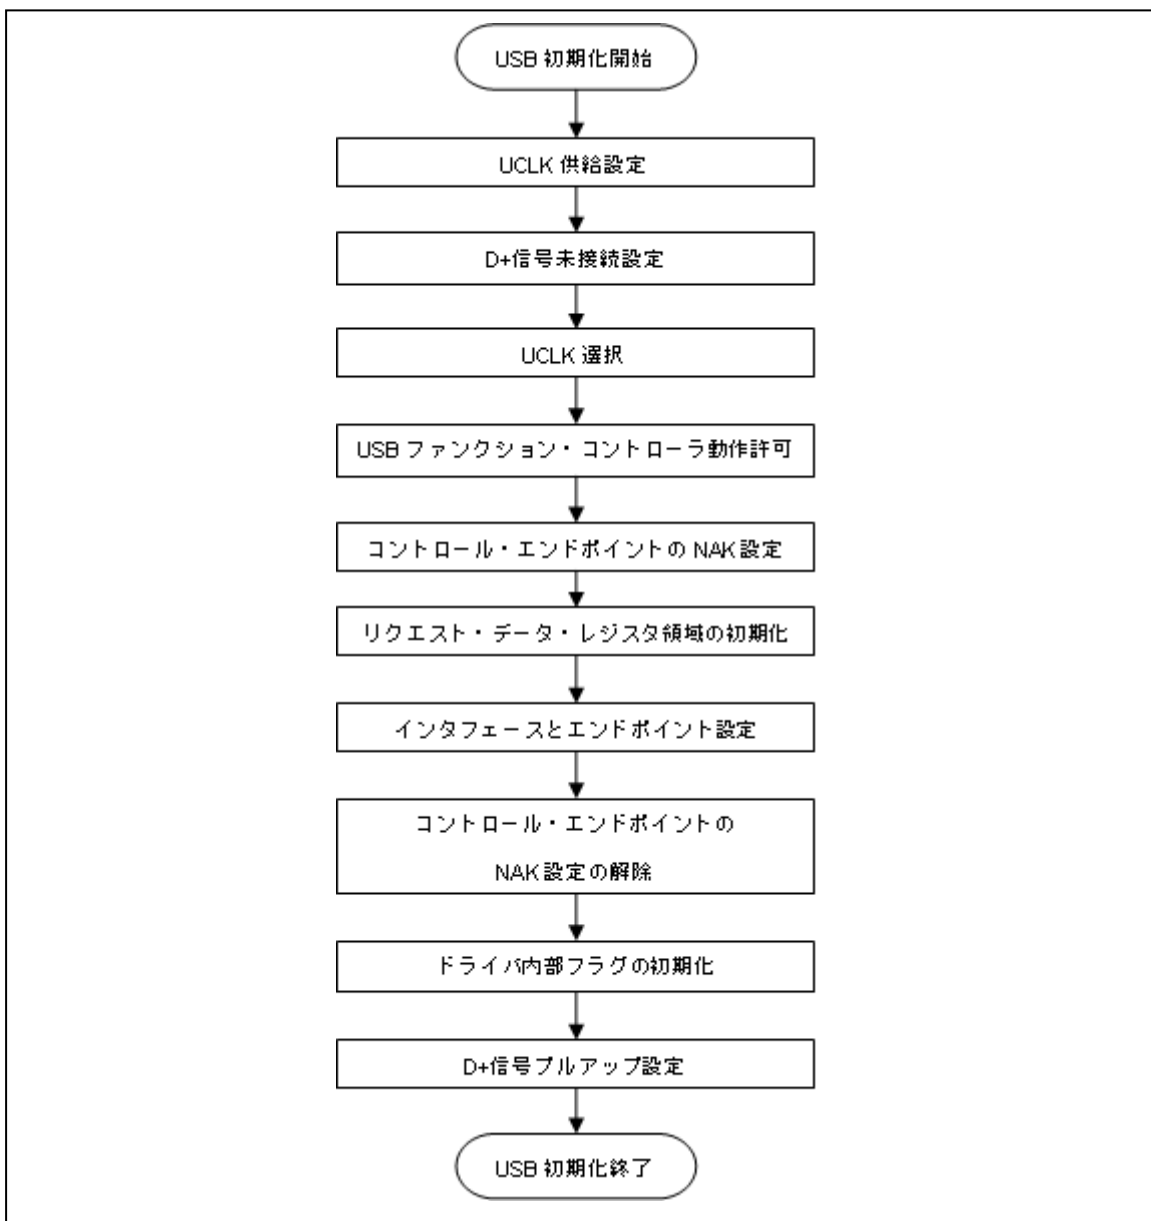 USB 初期化開始
UCLK 供給設定
D+信号未接続設定
UCLK 選択
USB ファンクション・コントローラ動作許可
コントロール・エンドポイントの NAK 設定
リクエスト・データ・レジスタ領域の初期化
インタフェースとエンドポイント設定
コントロール・エンドポイントの
NAK 設定の解除
ドライバ内部フラグの初期化
D+信号プルアップ設定
USB 初期化終了